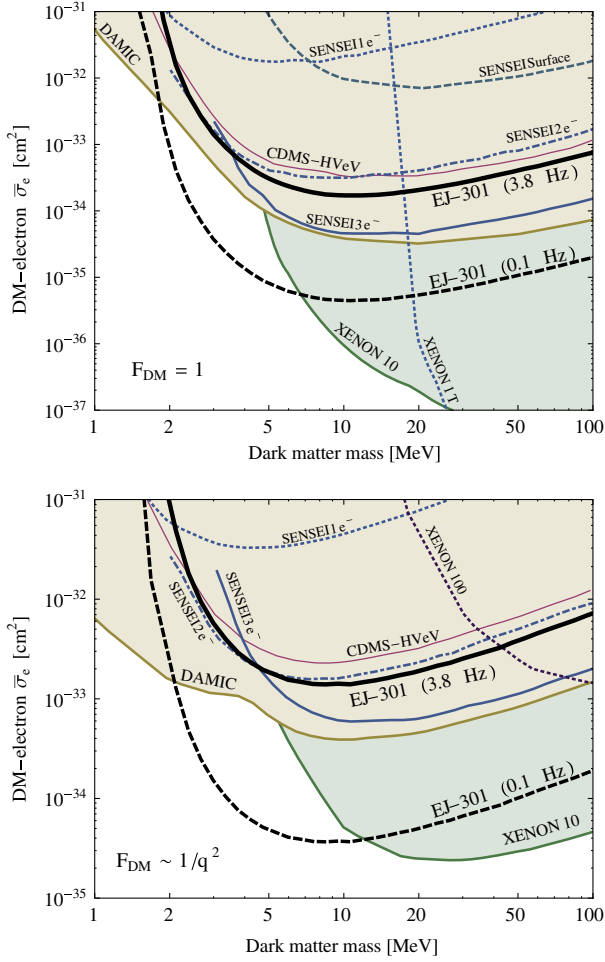 10⁻³¹
10⁻³²
10⁻³³
10⁻³⁴
10⁻³⁵
10⁻³⁶
10⁻³⁷
DM−electron σ̅ₑ [cm²]
DAMIC
SENSEI1e⁻
SENSEISurface
SENSEI2e⁻
CDMS−HVeV
EJ−301 (3.8 Hz)
SENSEI3e⁻
EJ−301 (0.1 Hz)
XENON 10
XENON 1T
F_DM = 1
1 2 5 10 20 50 100
Dark matter mass [MeV]
10⁻³¹
10⁻³²
10⁻³³
10⁻³⁴
10⁻³⁵
DM−electron σ̅ₑ [cm²]
SENSEI1e⁻
XENON 100
SENSEI2e⁻
SENSEI3e⁻
CDMS−HVeV
DAMIC
EJ−301 (3.8 Hz)
EJ−301 (0.1 Hz)
XENON 10
F_DM ~ 1/q²
1 2 5 10 20 50 100
Dark matter mass [MeV]